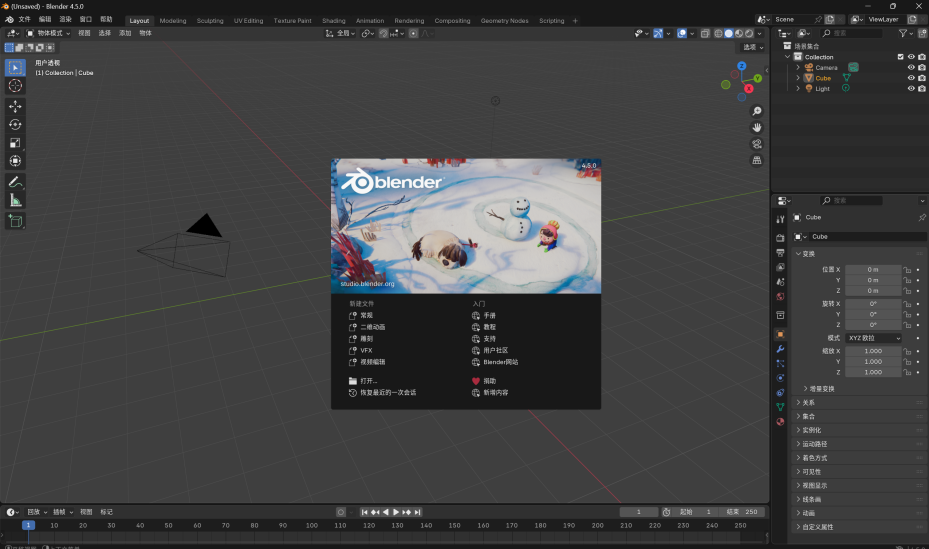 (Unsaved) - Blender 4.5.0
文件 编辑 渲染 窗口 帮助 Layout Modeling Sculpting UV Editing Texture Paint Shading Animation Rendering Compositing Geometry Nodes Scripting + Scene ViewLayer
物体模式 视图 选择 添加 物体 全局 搜索
选项
用户透视
(1) Collection | Cube
场景集合
Collection
Camera
Cube
Light
Z
Y
X
4.5.0
blender
studio.blender.org
新建文件 入门
常规 手册
二维动画 教程
雕刻 支持
VFX 用户社区
视频编辑 Blender网站
打开... 捐助
恢复最近的一次会话 新增内容
搜索
Cube
Cube
变换
位置 X 0 m
Y 0 m
Z 0 m
旋转 X 0°
Y 0°
Z 0°
模式 XYZ 欧拉
缩放 X 1.000
Y 1.000
Z 1.000
增量变换
关系
集合
实例化
运动路径
着色方式
可见性
视图显示
线条画
动画
自定义属性
回放 插帧 视图 标记 1 起始 1 结束 250
1 10 20 30 40 50 60 70 80 90 100 110 120 130 140 150 160 170 180 190 200 210 220 230 240 250